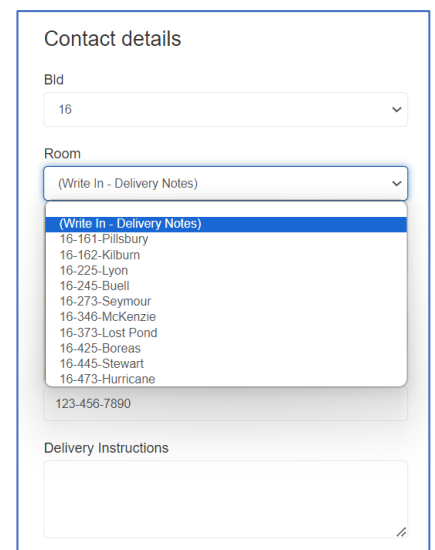 Contact details
Bld
16
Room
(Write In - Delivery Notes)
(Write In - Delivery Notes)
16-161-Pillsbury
16-162-Kilburn
16-225-Lyon
16-245-Buell
16-273-Seymour
16-346-McKenzie
16-373-Lost Pond
16-425-Boreas
16-445-Stewart
16-473-Hurricane
123-456-7890
Delivery Instructions